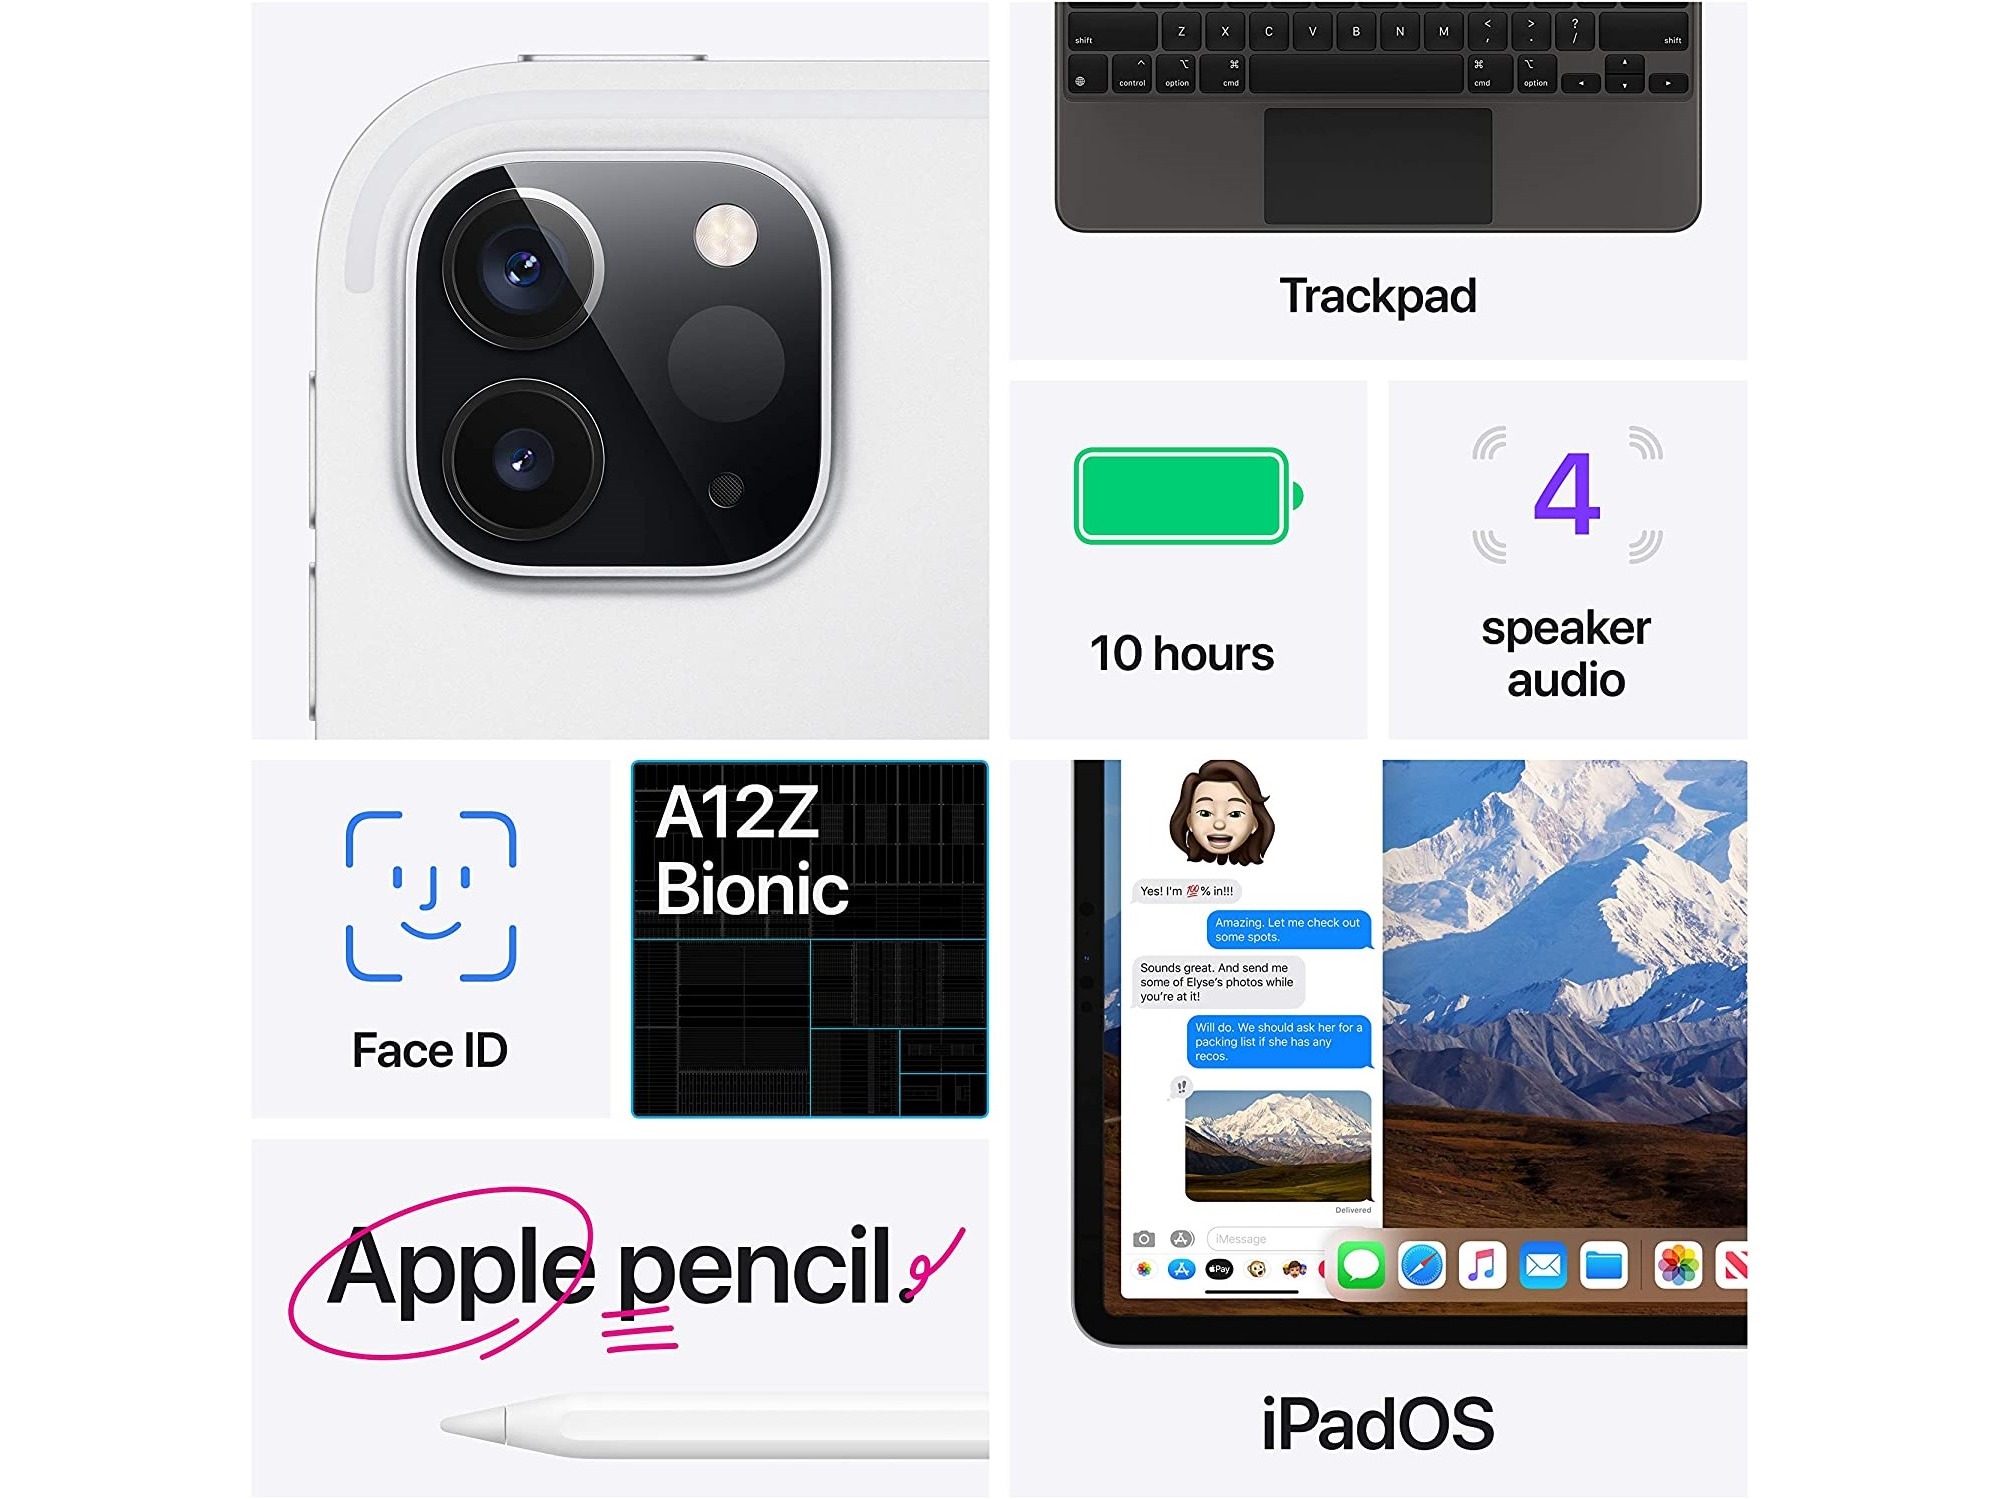 shift Z X C V B N M < , > . ? / shift
control option cmd cmd option
Trackpad
10 hours
4
speaker
audio
Face ID
A12Z
Bionic
Yes! I'm 💯% in!!!
Amazing. Let me check out
some spots.
Sounds great. And send me
some of Elyse's photos while
you're at it!
Will do. We should ask her for a
packing list if she has any
recos.
!!
Delivered
iMessage
Pay
Apple pencil.
iPadOS